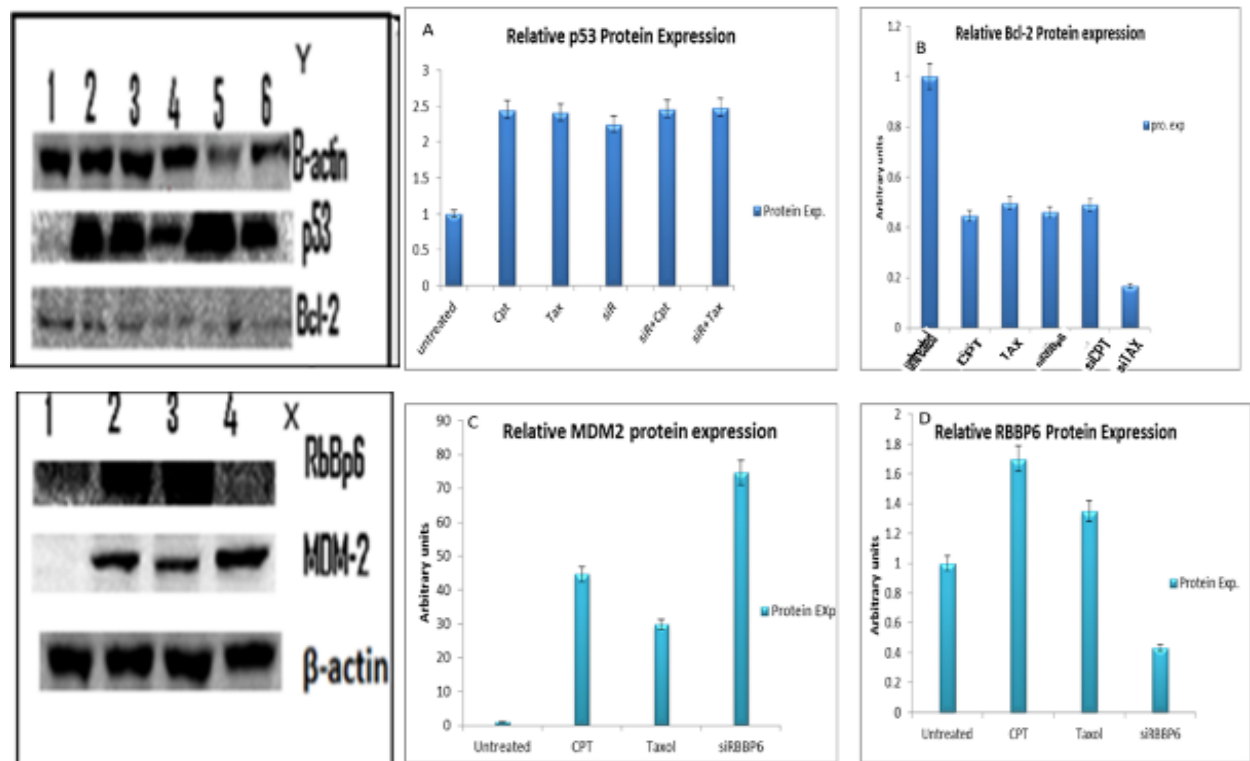 Y
1 2 3 4 5 6
B-actin
p53
Bcl-2
A
Relative p53 Protein Expression
3
2.5
2
1.5
1
0.5
0
untreated
Cpt
Tax
siR
siR+Cpt
siR+Tax
Protein Exp.
B
Relative Bcl-2 Protein expression
Arbitrary units
1.2
1
0.8
0.6
0.4
0.2
0
untreated
CPT
TAX
siCPT
siTAX
pro. exp
1 2 3 4 X
RbBp6
MDM-2
β-actin
C
Relative MDM2 protein expression
Arbitrary units
90
80
70
60
50
40
30
20
10
0
Untreated CPT Taxol siRBBP6
Protein EXp
D
Relative RBBP6 Protein Expression
Arbitrary units
2
1.8
1.6
1.4
1.2
1
0.8
0.6
0.4
0.2
0
Untreated CPT Taxol siRBBP6
Protein Exp.